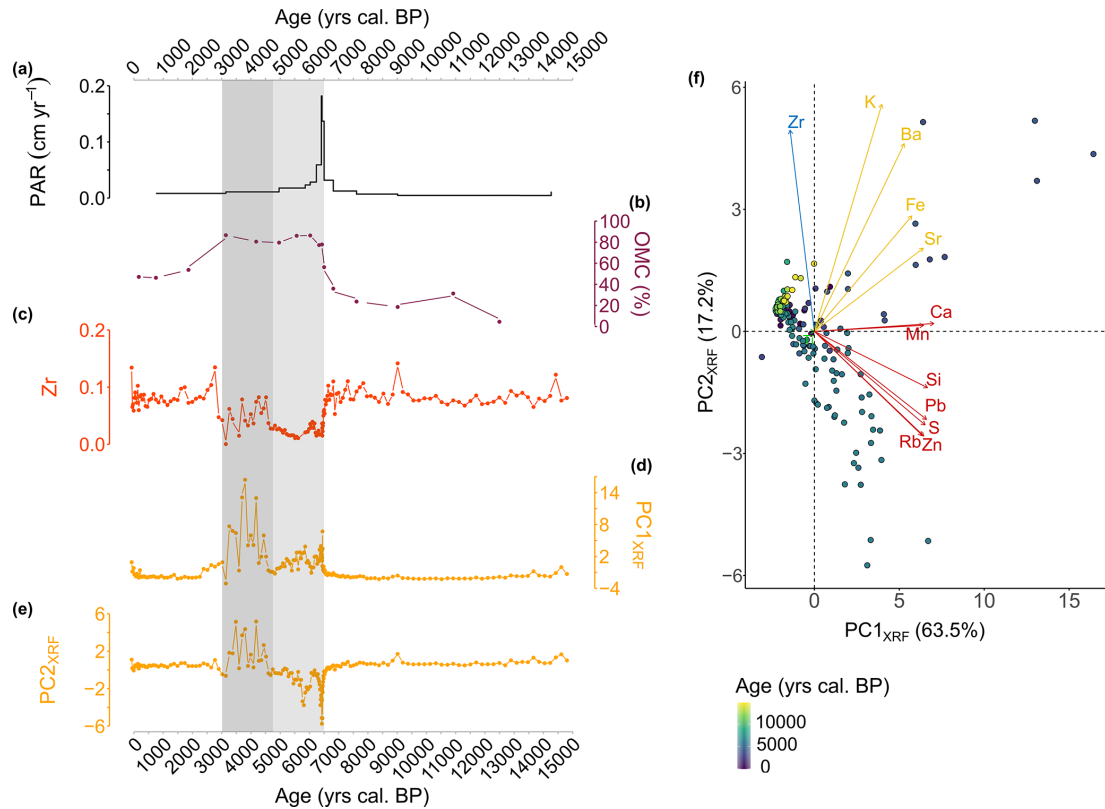 Age (yrs cal. BP)
0 1000 2000 3000 4000 5000 6000 7000 8000 9000 10000 11000 12000 13000 14000 15000
(a)
PAR (cm yr⁻¹)
0.2
0.1
0.0
(b)
OMC (%)
100
80
60
40
20
0
(c)
Zr
0.2
0.1
0.0
(d)
PC1XRF
14
8
2
−4
(e)
PC2XRF
6
2
−2
−6
0 1000 2000 3000 4000 5000 6000 7000 8000 9000 10000 11000 12000 13000 14000 15000
Age (yrs cal. BP)
(f)
PC2XRF (17.2%)
6
3
0
−3
−6
K
Zr
Ba
Fe
Sr
Ca
Mn
Si
Pb
S
Rb
Zn
0 5 10 15
PC1XRF (63.5%)
Age (yrs cal. BP)
10000
5000
0